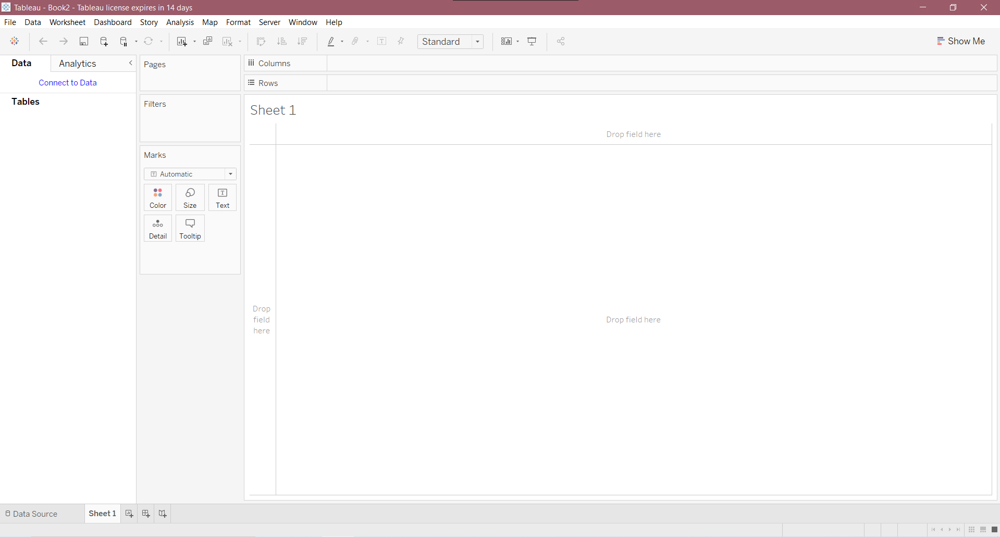 Tableau - Book2 - Tableau license expires in 14 days
File Data Worksheet Dashboard Story Analysis Map Format Server Window Help
Standard
Show Me
Data Analytics
Connect to Data
Tables
Pages
Filters
Marks
Automatic
Color Size Text
Detail Tooltip
Columns
Rows
Sheet 1
Drop field here
Drop
field
here
Drop field here
Data Source Sheet 1